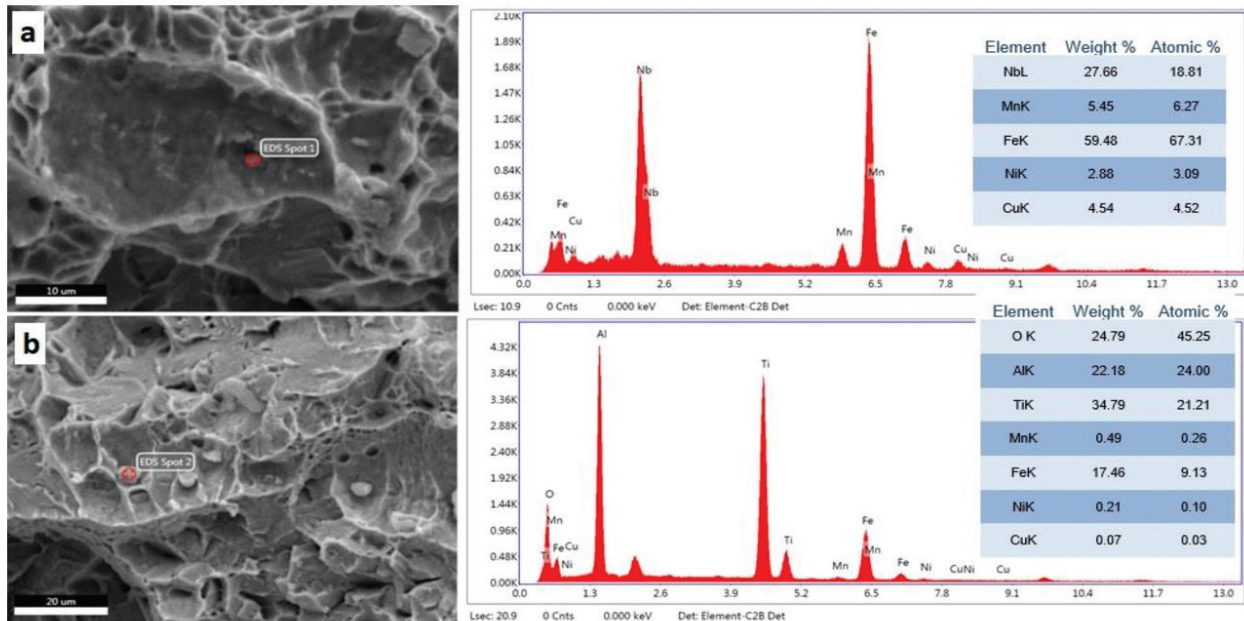 a
EDS Spot 1
10 um
2.10K
1.89K
1.68K
1.47K
1.26K
1.05K
0.84K
0.63K
0.42K
0.21K
0.00K
Fe
Nb
Nb
Mn
Fe
Cu
Mn
Ni
Mn
Fe
Ni
Cu
Ni
Cu
0.0 1.3 2.6 3.9 5.2 6.5 7.8 9.1 10.4 11.7 13.0
Lsec: 10.9 0 Cnts 0.000 keV Det: Element-C2B Det
Element Weight % Atomic %
NbL 27.66 18.81
MnK 5.45 6.27
FeK 59.48 67.31
NiK 2.88 3.09
CuK 4.54 4.52
b
EDS Spot 2
20 um
4.32K
3.84K
3.36K
2.88K
2.40K
1.92K
1.44K
0.96K
0.48K
0.00K
Al
Ti
O
Mn
Fe
Cu
Ti
Ni
Ti
Fe
Mn
Mn
Fe
Ni
CuNi
Cu
0.0 1.3 2.6 3.9 5.2 6.5 7.8 9.1 10.4 11.7 13.0
Lsec: 20.9 0 Cnts 0.000 keV Det: Element-C2B Det
Element Weight % Atomic %
O K 24.79 45.25
AlK 22.18 24.00
TiK 34.79 21.21
MnK 0.49 0.26
FeK 17.46 9.13
NiK 0.21 0.10
CuK 0.07 0.03